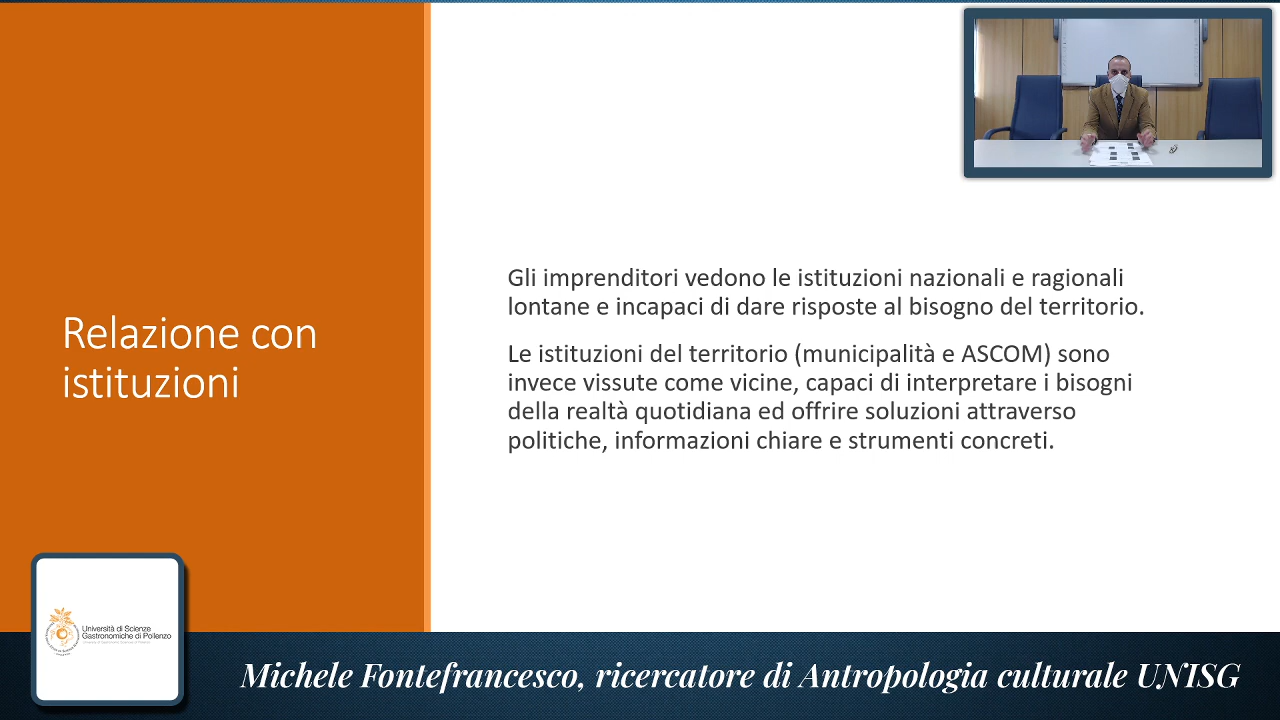 Relazione con
istituzioni
Gli imprenditori vedono le istituzioni nazionali e ragionali
lontane e incapaci di dare risposte al bisogno del territorio.
Le istituzioni del territorio (municipalità e ASCOM) sono
invece vissute come vicine, capaci di interpretare i bisogni
della realtà quotidiana ed offrire soluzioni attraverso
politiche, informazioni chiare e strumenti concreti.
Università di Scienze
Gastronomiche di Pollenzo
Michele Fontefrancesco, ricercatore di Antropologia culturale UNISG